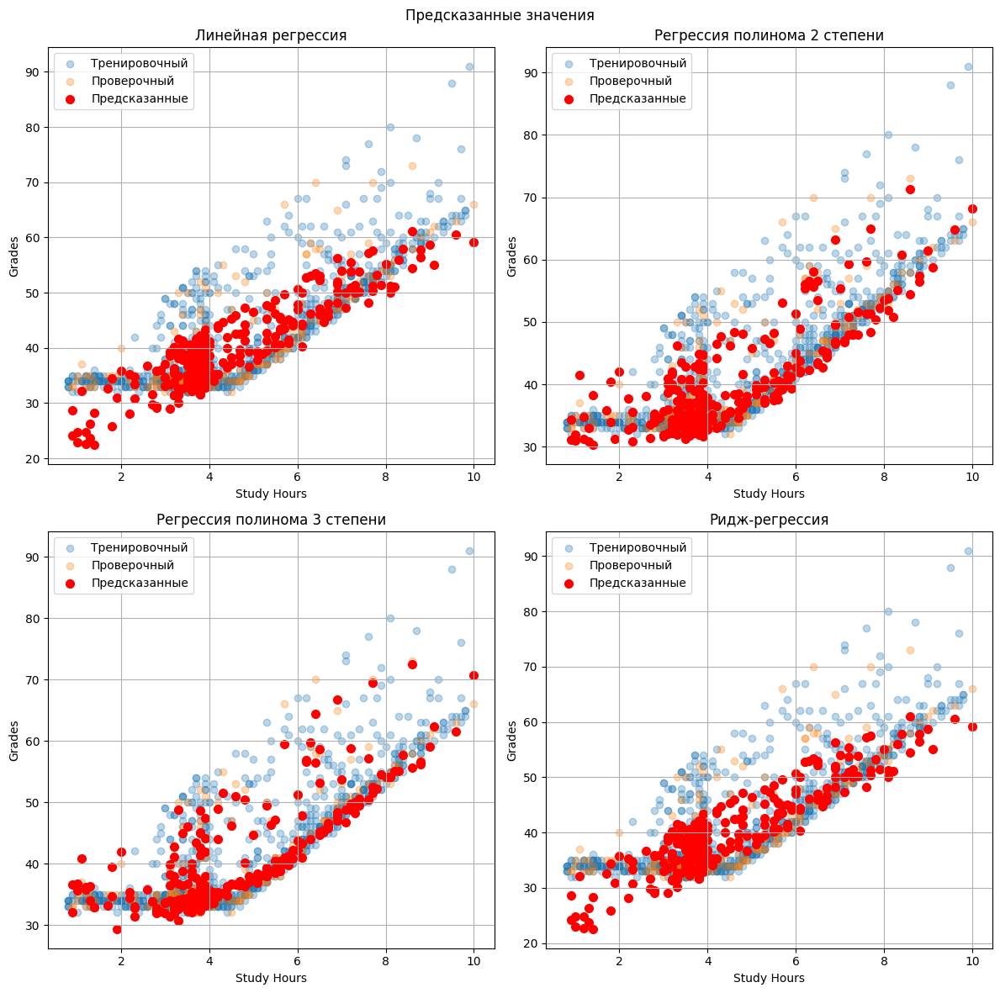 Предсказанные значения
Линейная регрессия
Тренировочный
Проверочный
Предсказанные
90
80
70
60
50
40
30
20
Grades
2 4 6 8 10
Study Hours
Регрессия полинома 2 степени
Тренировочный
Проверочный
Предсказанные
90
80
70
60
50
40
30
Grades
2 4 6 8 10
Study Hours
Регрессия полинома 3 степени
Тренировочный
Проверочный
Предсказанные
90
80
70
60
50
40
30
Grades
2 4 6 8 10
Study Hours
Ридж-регрессия
Тренировочный
Проверочный
Предсказанные
90
80
70
60
50
40
30
20
Grades
2 4 6 8 10
Study Hours